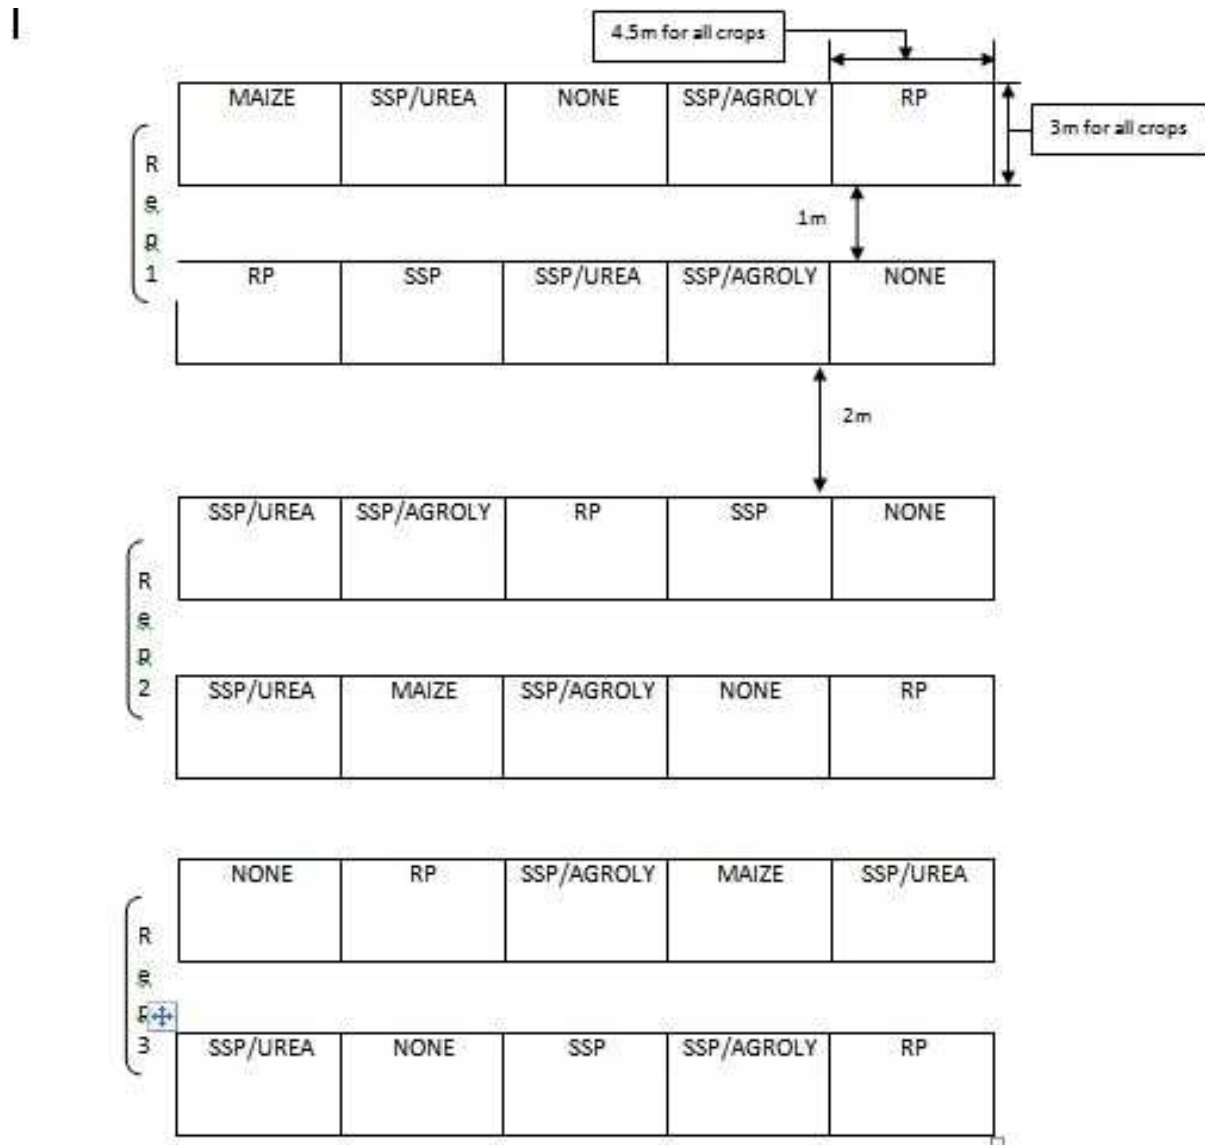 I
4.5m for all crops
MAIZE SSP/UREA NONE SSP/AGROLY RP
3m for all crops
R
e
p
1
1m
RP SSP SSP/UREA SSP/AGROLY NONE
2m
SSP/UREA SSP/AGROLY RP SSP NONE
R
e
p
2
SSP/UREA MAIZE SSP/AGROLY NONE RP
NONE RP SSP/AGROLY MAIZE SSP/UREA
R
e
p
3
SSP/UREA NONE SSP SSP/AGROLY RP